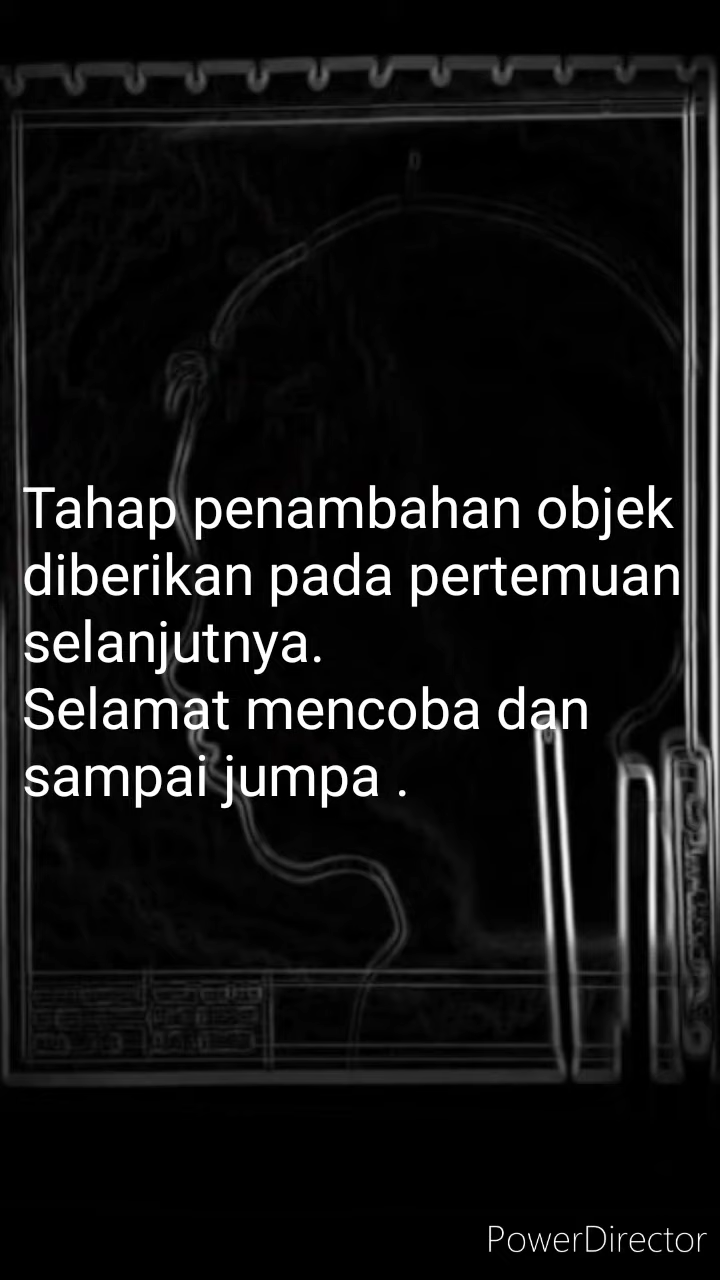 Tahap penambahan objek
diberikan pada pertemuan
selanjutnya.
Selamat mencoba dan
sampai jumpa .
PowerDirector